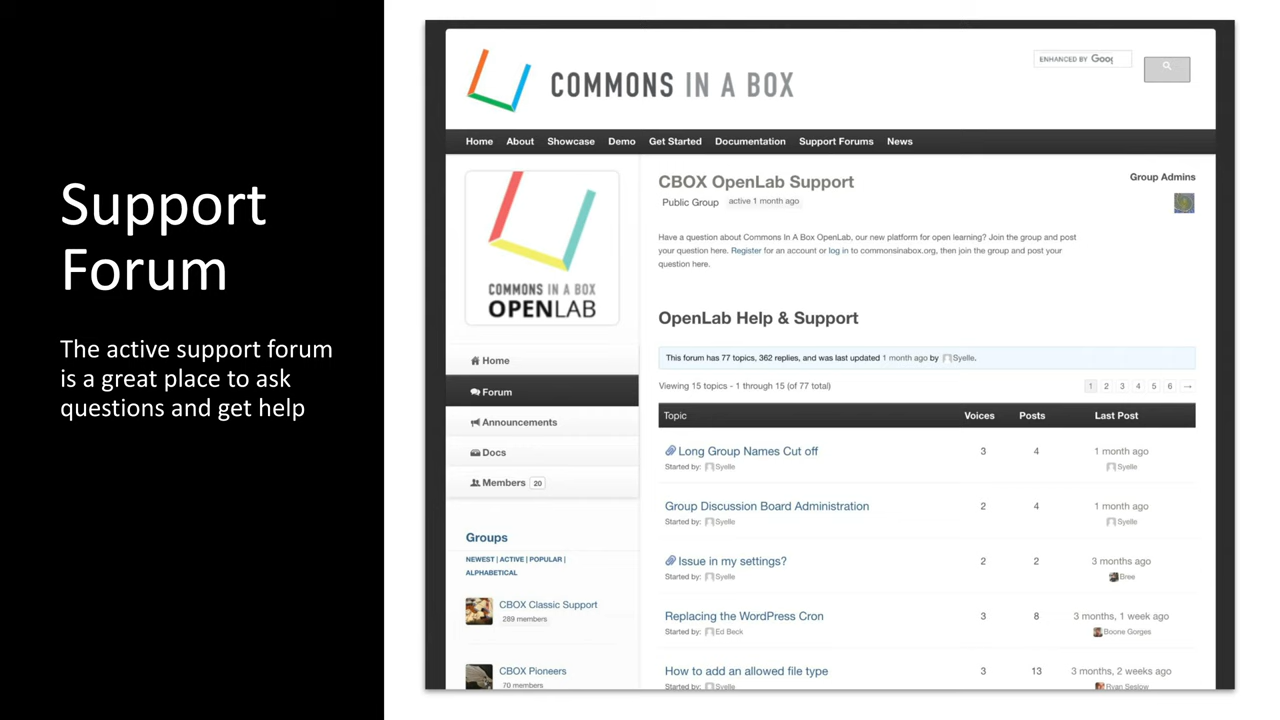 Support
Forum
The active support forum
is a great place to ask
questions and get help
COMMONS IN A BOX
ENHANCED BY Goog
Home About Showcase Demo Get Started Documentation Support Forums News
COMMONS IN A BOX
OPENLAB
Home
Forum
Announcements
Docs
Members 20
Groups
NEWEST | ACTIVE | POPULAR |
ALPHABETICAL
CBOX Classic Support
289 members
CBOX Pioneers
70 members
CBOX OpenLab Support
Public Group active 1 month ago
Group Admins
Have a question about Commons In A Box OpenLab, our new platform for open learning? Join the group and post
your question here. Register for an account or log in to commonsinabox.org, then join the group and post your
question here.
OpenLab Help & Support
This forum has 77 topics, 362 replies, and was last updated 1 month ago by Syelle.
Viewing 15 topics - 1 through 15 (of 77 total) 1 2 3 4 5 6 →
Topic Voices Posts Last Post
Long Group Names Cut off 3 4 1 month ago
Started by: Syelle Syelle
Group Discussion Board Administration 2 4 1 month ago
Started by: Syelle Syelle
Issue in my settings? 2 2 3 months ago
Started by: Syelle Bree
Replacing the WordPress Cron 3 8 3 months, 1 week ago
Started by: Ed Beck Boone Gorges
How to add an allowed file type 3 13 3 months, 2 weeks ago
Started by: Syelle Ryan Seslow